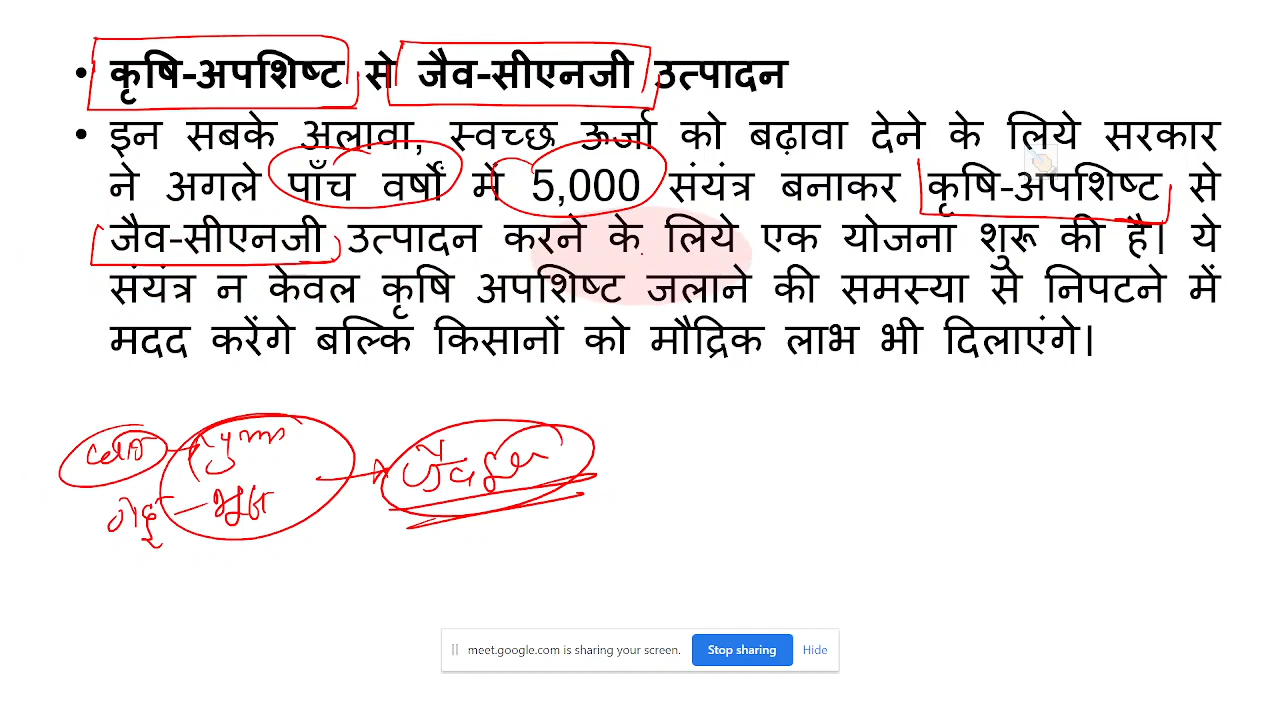 • कृषि-अपशिष्ट से जैव-सीएनजी उत्पादन
• इन सबके अलावा, स्वच्छ ऊर्जा को बढ़ावा देने के लिये सरकार
ने अगले पाँच वर्षों में 5,000 संयंत्र बनाकर कृषि-अपशिष्ट से
जैव-सीएनजी उत्पादन करने के लिये एक योजना शुरू की है। ये
संयंत्र न केवल कृषि अपशिष्ट जलाने की समस्या से निपटने में
मदद करेंगे बल्कि किसानों को मौद्रिक लाभ भी दिलाएंगे।
meet.google.com is sharing your screen. Stop sharing Hide